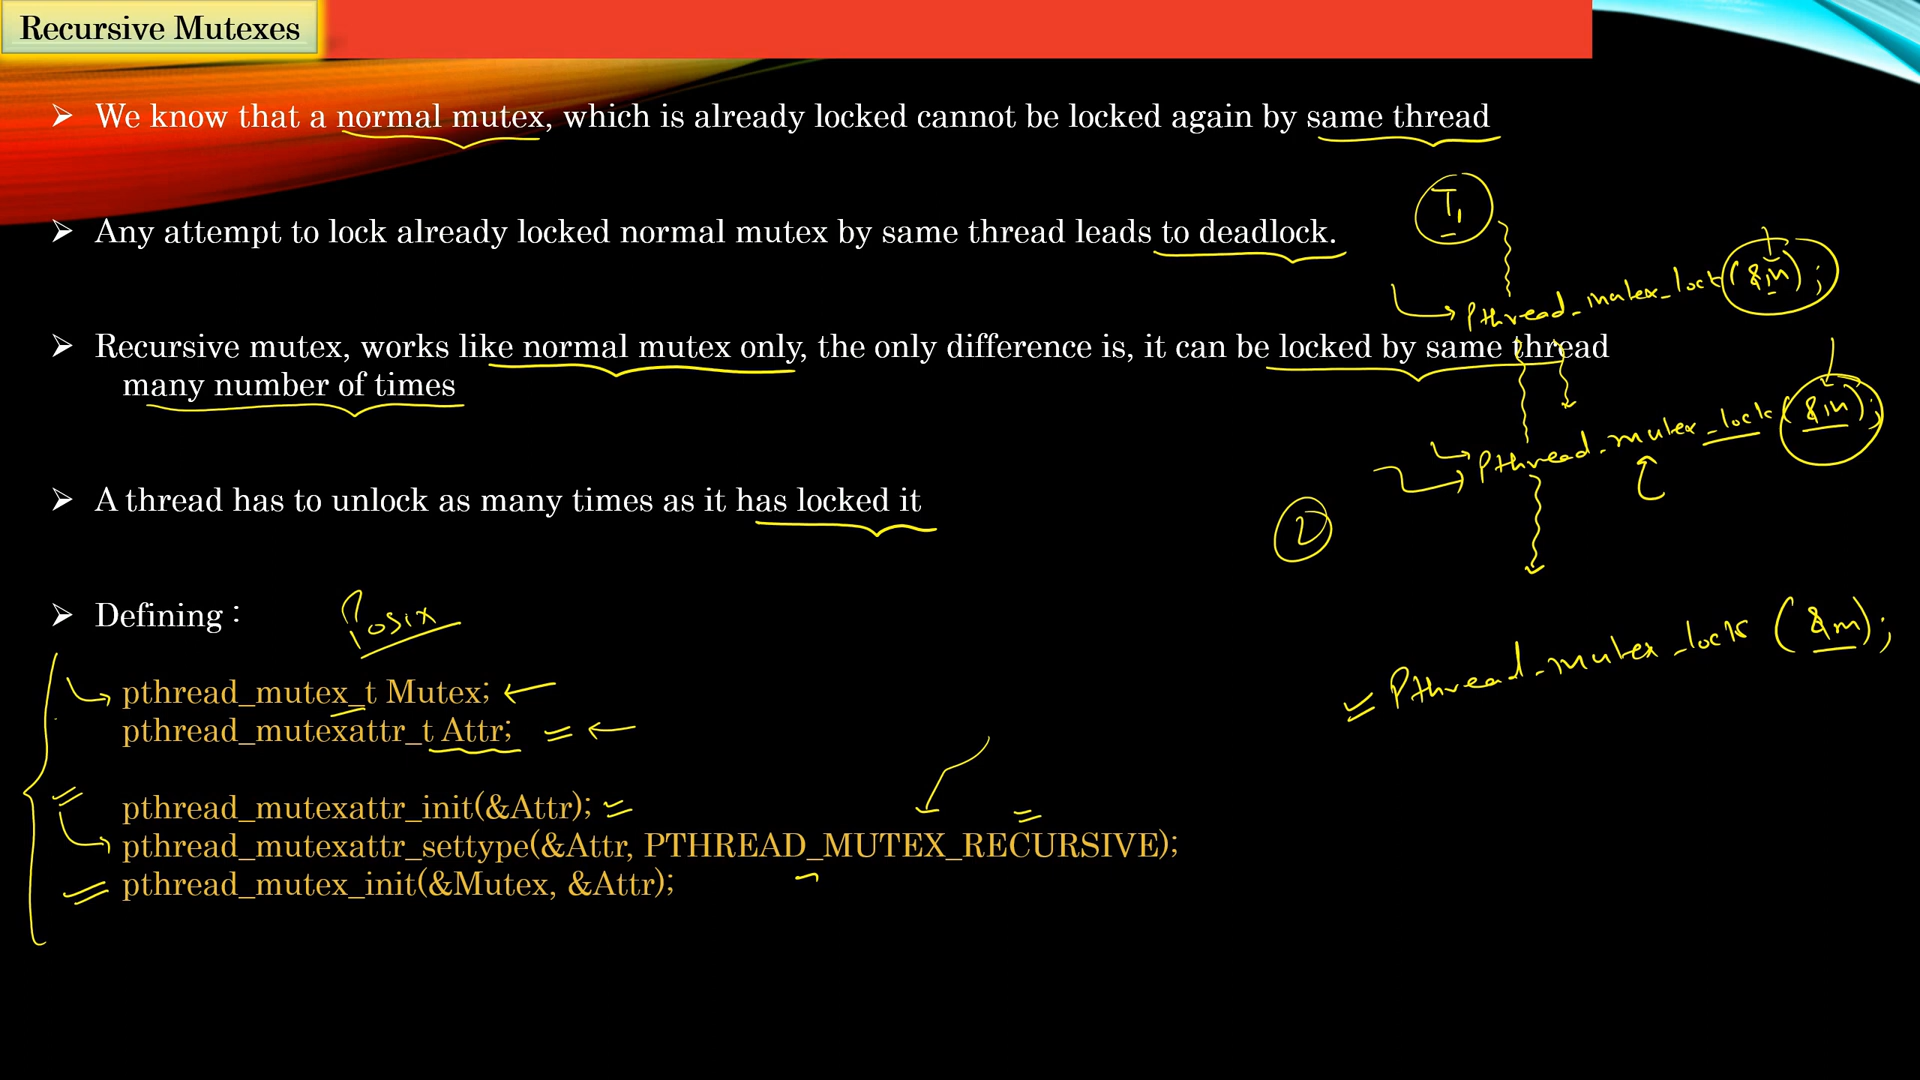 Recursive Mutexes
We know that a normal mutex, which is already locked cannot be locked again by same thread
T1
Any attempt to lock already locked normal mutex by same thread leads to deadlock.
pthread_mutex_lock(&m);
Recursive mutex, works like normal mutex only, the only difference is, it can be locked by same thread
many number of times
pthread_mutex_lock(&m);
A thread has to unlock as many times as it has locked it
Defining :
Posix
pthread_mutex_lock (&m);
pthread_mutex_t Mutex;
pthread_mutexattr_t Attr;
pthread_mutexattr_init(&Attr);
pthread_mutexattr_settype(&Attr, PTHREAD_MUTEX_RECURSIVE);
pthread_mutex_init(&Mutex, &Attr);